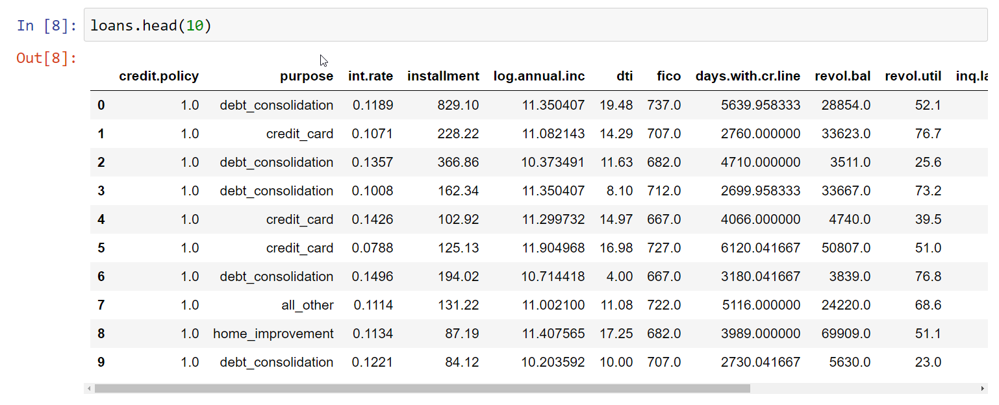 In [8]: loans.head(10)
Out[8]:
credit.policy purpose int.rate installment log.annual.inc dti fico days.with.cr.line revol.bal revol.util inq.la
0 1.0 debt_consolidation 0.1189 829.10 11.350407 19.48 737.0 5639.958333 28854.0 52.1
1 1.0 credit_card 0.1071 228.22 11.082143 14.29 707.0 2760.000000 33623.0 76.7
2 1.0 debt_consolidation 0.1357 366.86 10.373491 11.63 682.0 4710.000000 3511.0 25.6
3 1.0 debt_consolidation 0.1008 162.34 11.350407 8.10 712.0 2699.958333 33667.0 73.2
4 1.0 credit_card 0.1426 102.92 11.299732 14.97 667.0 4066.000000 4740.0 39.5
5 1.0 credit_card 0.0788 125.13 11.904968 16.98 727.0 6120.041667 50807.0 51.0
6 1.0 debt_consolidation 0.1496 194.02 10.714418 4.00 667.0 3180.041667 3839.0 76.8
7 1.0 all_other 0.1114 131.22 11.002100 11.08 722.0 5116.000000 24220.0 68.6
8 1.0 home_improvement 0.1134 87.19 11.407565 17.25 682.0 3989.000000 69909.0 51.1
9 1.0 debt_consolidation 0.1221 84.12 10.203592 10.00 707.0 2730.041667 5630.0 23.0